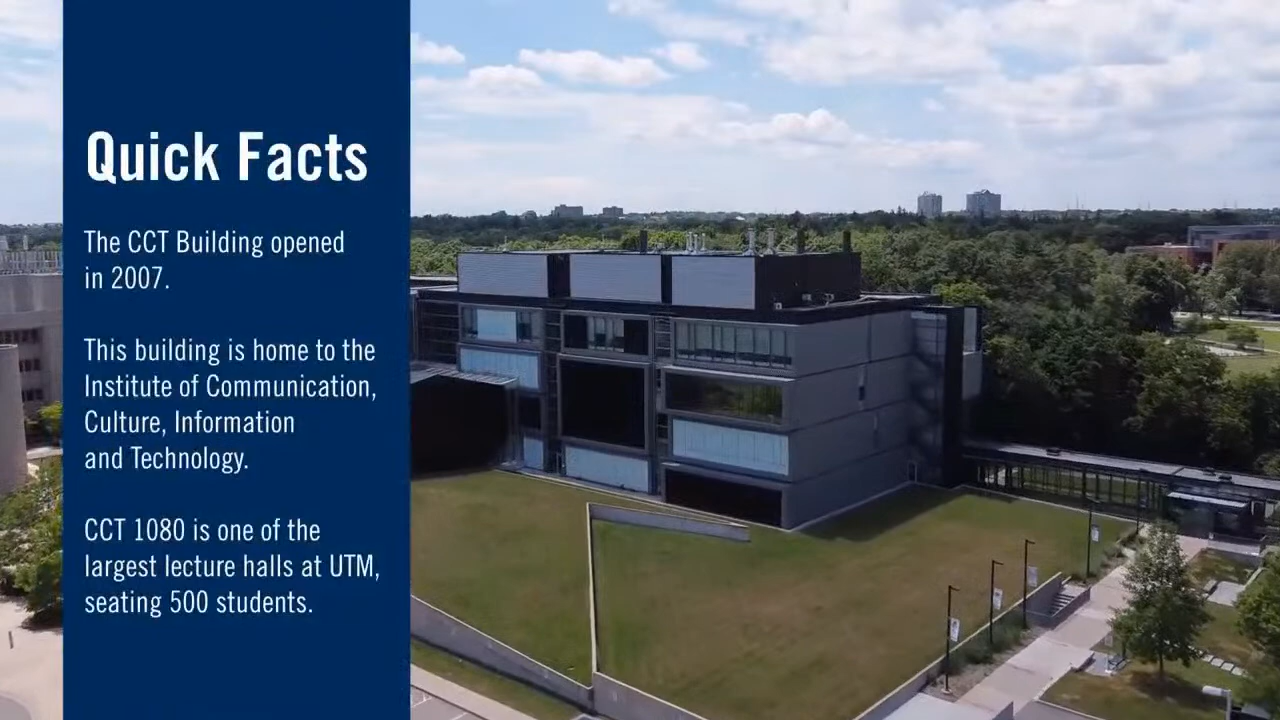 Quick Facts
The CCT Building opened
in 2007.
This building is home to the
Institute of Communication,
Culture, Information
and Technology.
CCT 1080 is one of the
largest lecture halls at UTM,
seating 500 students.